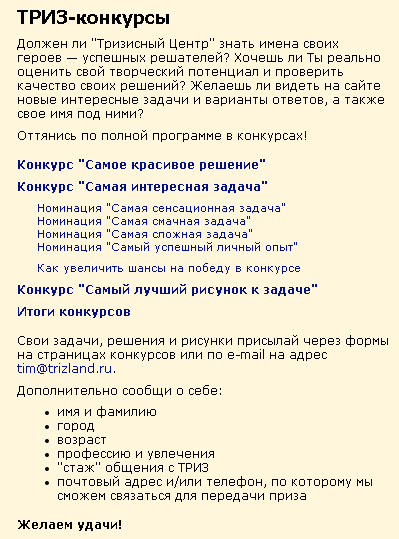 ТРИЗ-конкурсы
Должен ли "Тризисный Центр" знать имена своих
героев — успешных решателей? Хочешь ли Ты реально
оценить свой творческий потенциал и проверить
качество своих решений? Желаешь ли видеть на сайте
новые интересные задачи и варианты ответов, а также
свое имя под ними?
Оттянись по полной программе в конкурсах!
Конкурс "Самое красивое решение"
Конкурс "Самая интересная задача"
Номинация "Самая сенсационная задача"
Номинация "Самая смачная задача"
Номинация "Самая сложная задача"
Номинация "Самый успешный личный опыт"
Как увеличить шансы на победу в конкурсе
Конкурс "Самый лучший рисунок к задаче"
Итоги конкурсов
Свои задачи, решения и рисунки присылай через формы
на страницах конкурсов или по e-mail на адрес
tim@trizland.ru.
Дополнительно сообщи о себе:
• имя и фамилию
• город
• возраст
• профессию и увлечения
• "стаж" общения с ТРИЗ
• почтовый адрес и/или телефон, по которому мы
сможем связаться для передачи приза
Желаем удачи!